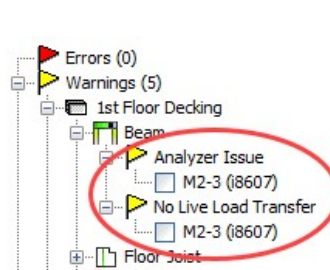 Errors (0)
Warnings (5)
1st Floor Decking
Beam
Analyzer Issue
M2-3 (i8607)
No Live Load Transfer
M2-3 (i8607)
Floor Joist